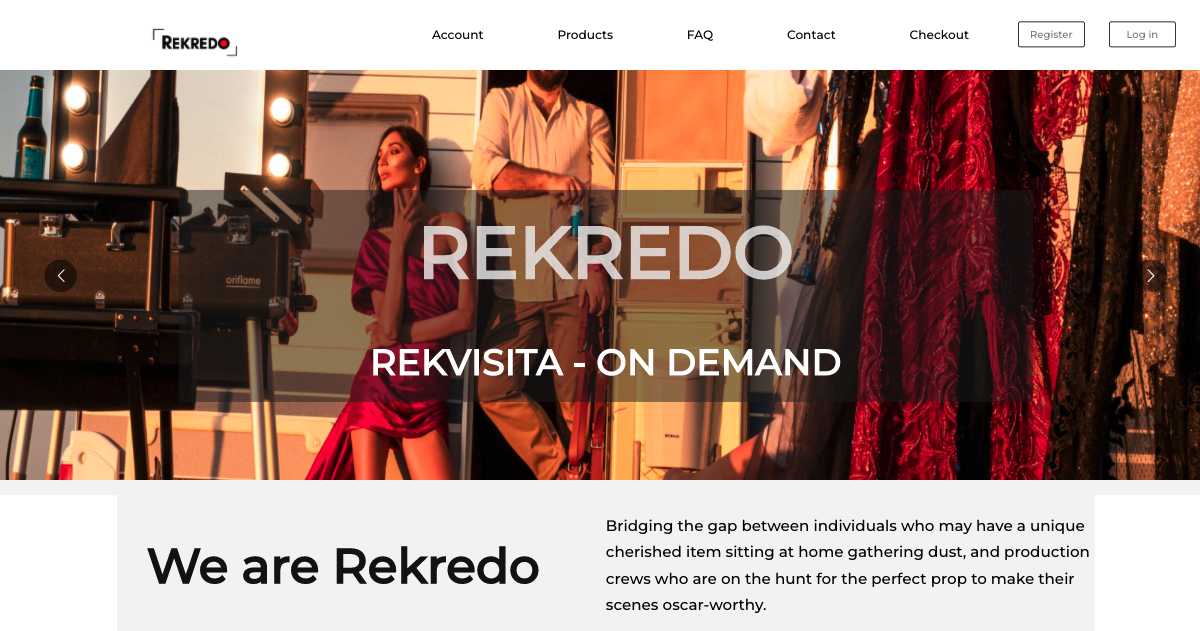 REKREDO
Account
Products
FAQ
Contact
Checkout
Register
Log in
oriflame
REKREDO
REKVISITA - ON DEMAND
We are Rekredo
Bridging the gap between individuals who may have a unique
cherished item sitting at home gathering dust, and production
crews who are on the hunt for the perfect prop to make their
scenes oscar-worthy.